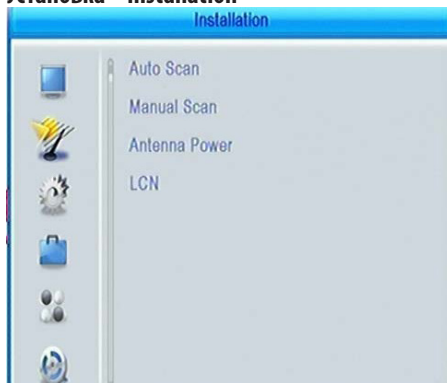 Установка – Installation
Installation
Auto Scan
Manual Scan
Antenna Power
LCN